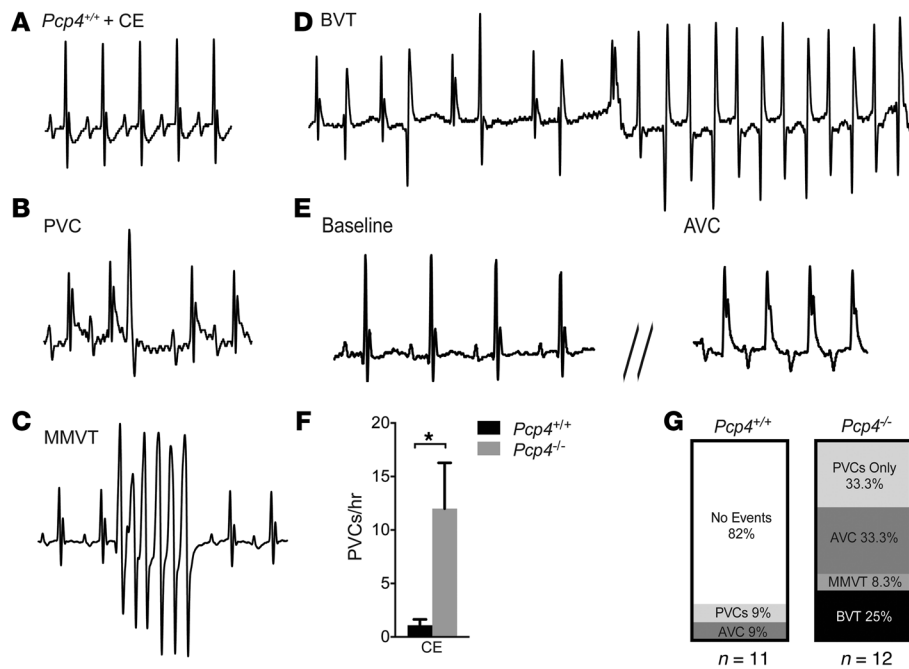 A
Pcp4+/+ + CE
D
BVT
B
PVC
E
Baseline
AVC
C
MMVT
F
20
15
10
5
0
PVCs/hr
*
CE
Pcp4+/+
Pcp4-/-
G
Pcp4+/+
Pcp4-/-
No Events
82%
PVCs 9%
AVC 9%
n = 11
PVCs Only
33.3%
AVC 33.3%
MMVT 8.3%
BVT 25%
n = 12